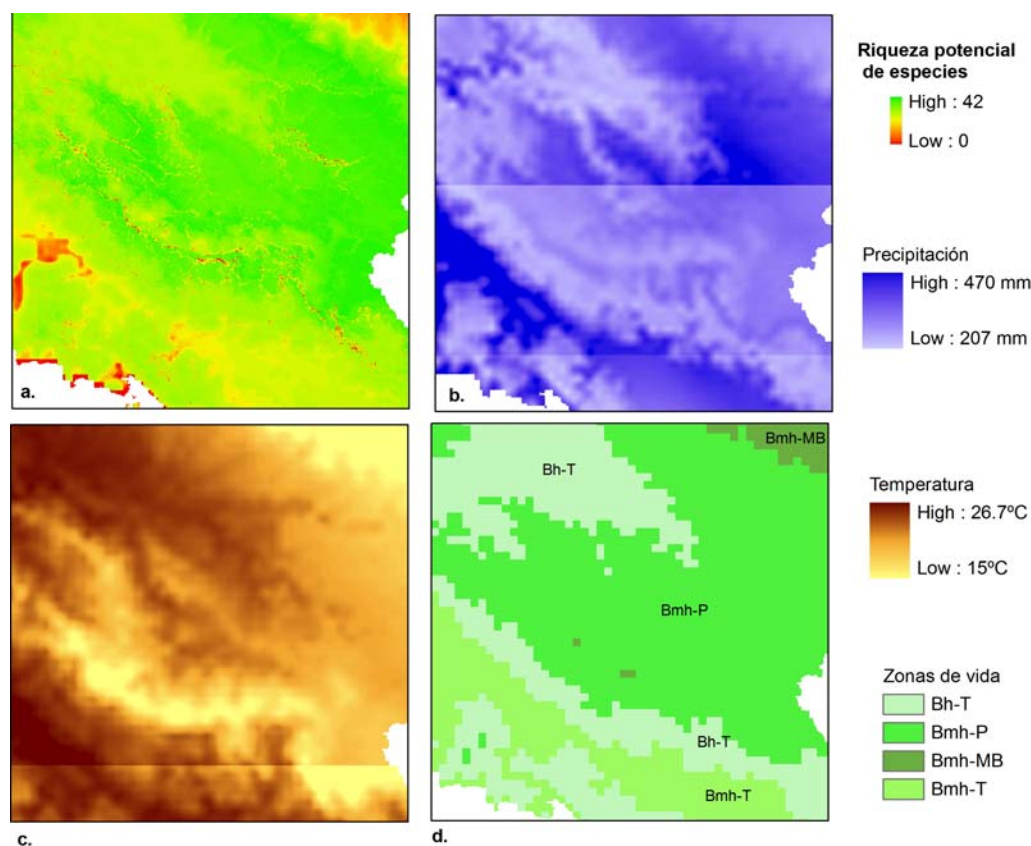 a.
b.
Riqueza potencial
de especies
High : 42
Low : 0
Precipitación
High : 470 mm
Low : 207 mm
c.
Bmh-MB
Bh-T
Bmh-P
Bh-T
Bmh-T
d.
Temperatura
High : 26.7ºC
Low : 15ºC
Zonas de vida
Bh-T
Bmh-P
Bmh-MB
Bmh-T